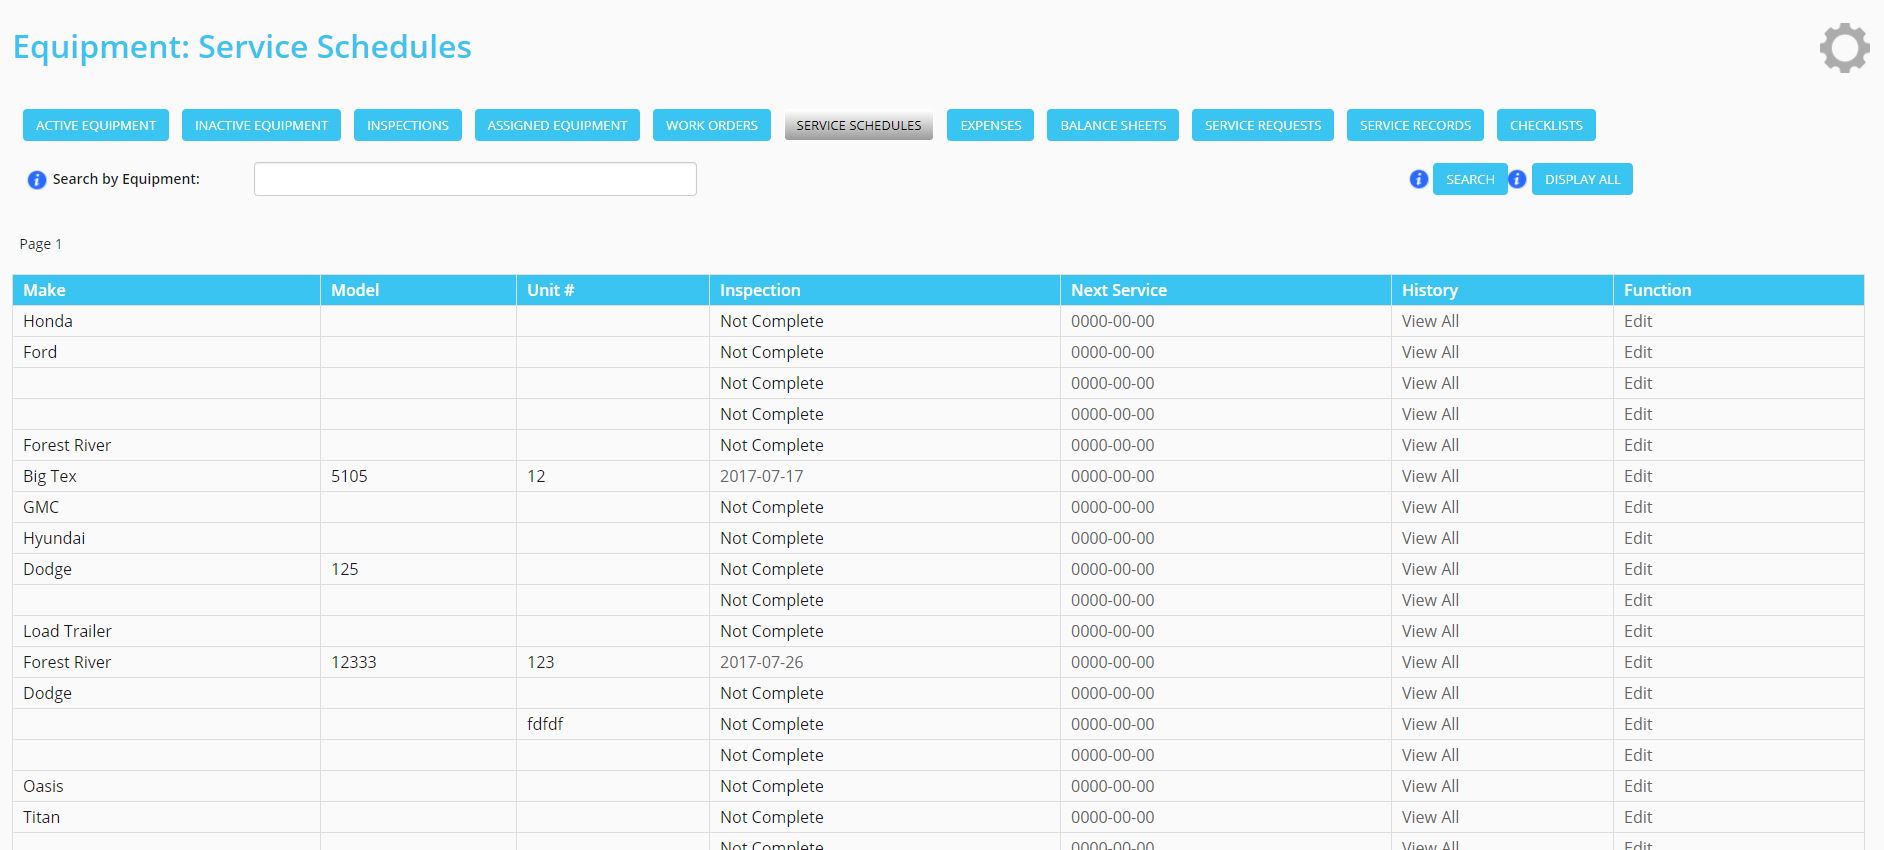 Equipment: Service Schedules
ACTIVE EQUIPMENT INACTIVE EQUIPMENT INSPECTIONS ASSIGNED EQUIPMENT WORK ORDERS SERVICE SCHEDULES EXPENSES BALANCE SHEETS SERVICE REQUESTS SERVICE RECORDS CHECKLISTS
i Search by Equipment: i SEARCH i DISPLAY ALL
Page 1
Make Model Unit # Inspection Next Service History Function
Honda Not Complete 0000-00-00 View All Edit
Ford Not Complete 0000-00-00 View All Edit
Not Complete 0000-00-00 View All Edit
Not Complete 0000-00-00 View All Edit
Forest River Not Complete 0000-00-00 View All Edit
Big Tex 5105 12 2017-07-17 0000-00-00 View All Edit
GMC Not Complete 0000-00-00 View All Edit
Hyundai Not Complete 0000-00-00 View All Edit
Dodge 125 Not Complete 0000-00-00 View All Edit
Not Complete 0000-00-00 View All Edit
Load Trailer Not Complete 0000-00-00 View All Edit
Forest River 12333 123 2017-07-26 0000-00-00 View All Edit
Dodge Not Complete 0000-00-00 View All Edit
fdfdf Not Complete 0000-00-00 View All Edit
Not Complete 0000-00-00 View All Edit
Oasis Not Complete 0000-00-00 View All Edit
Titan Not Complete 0000-00-00 View All Edit
Not Complete 0000-00-00 View All Edit